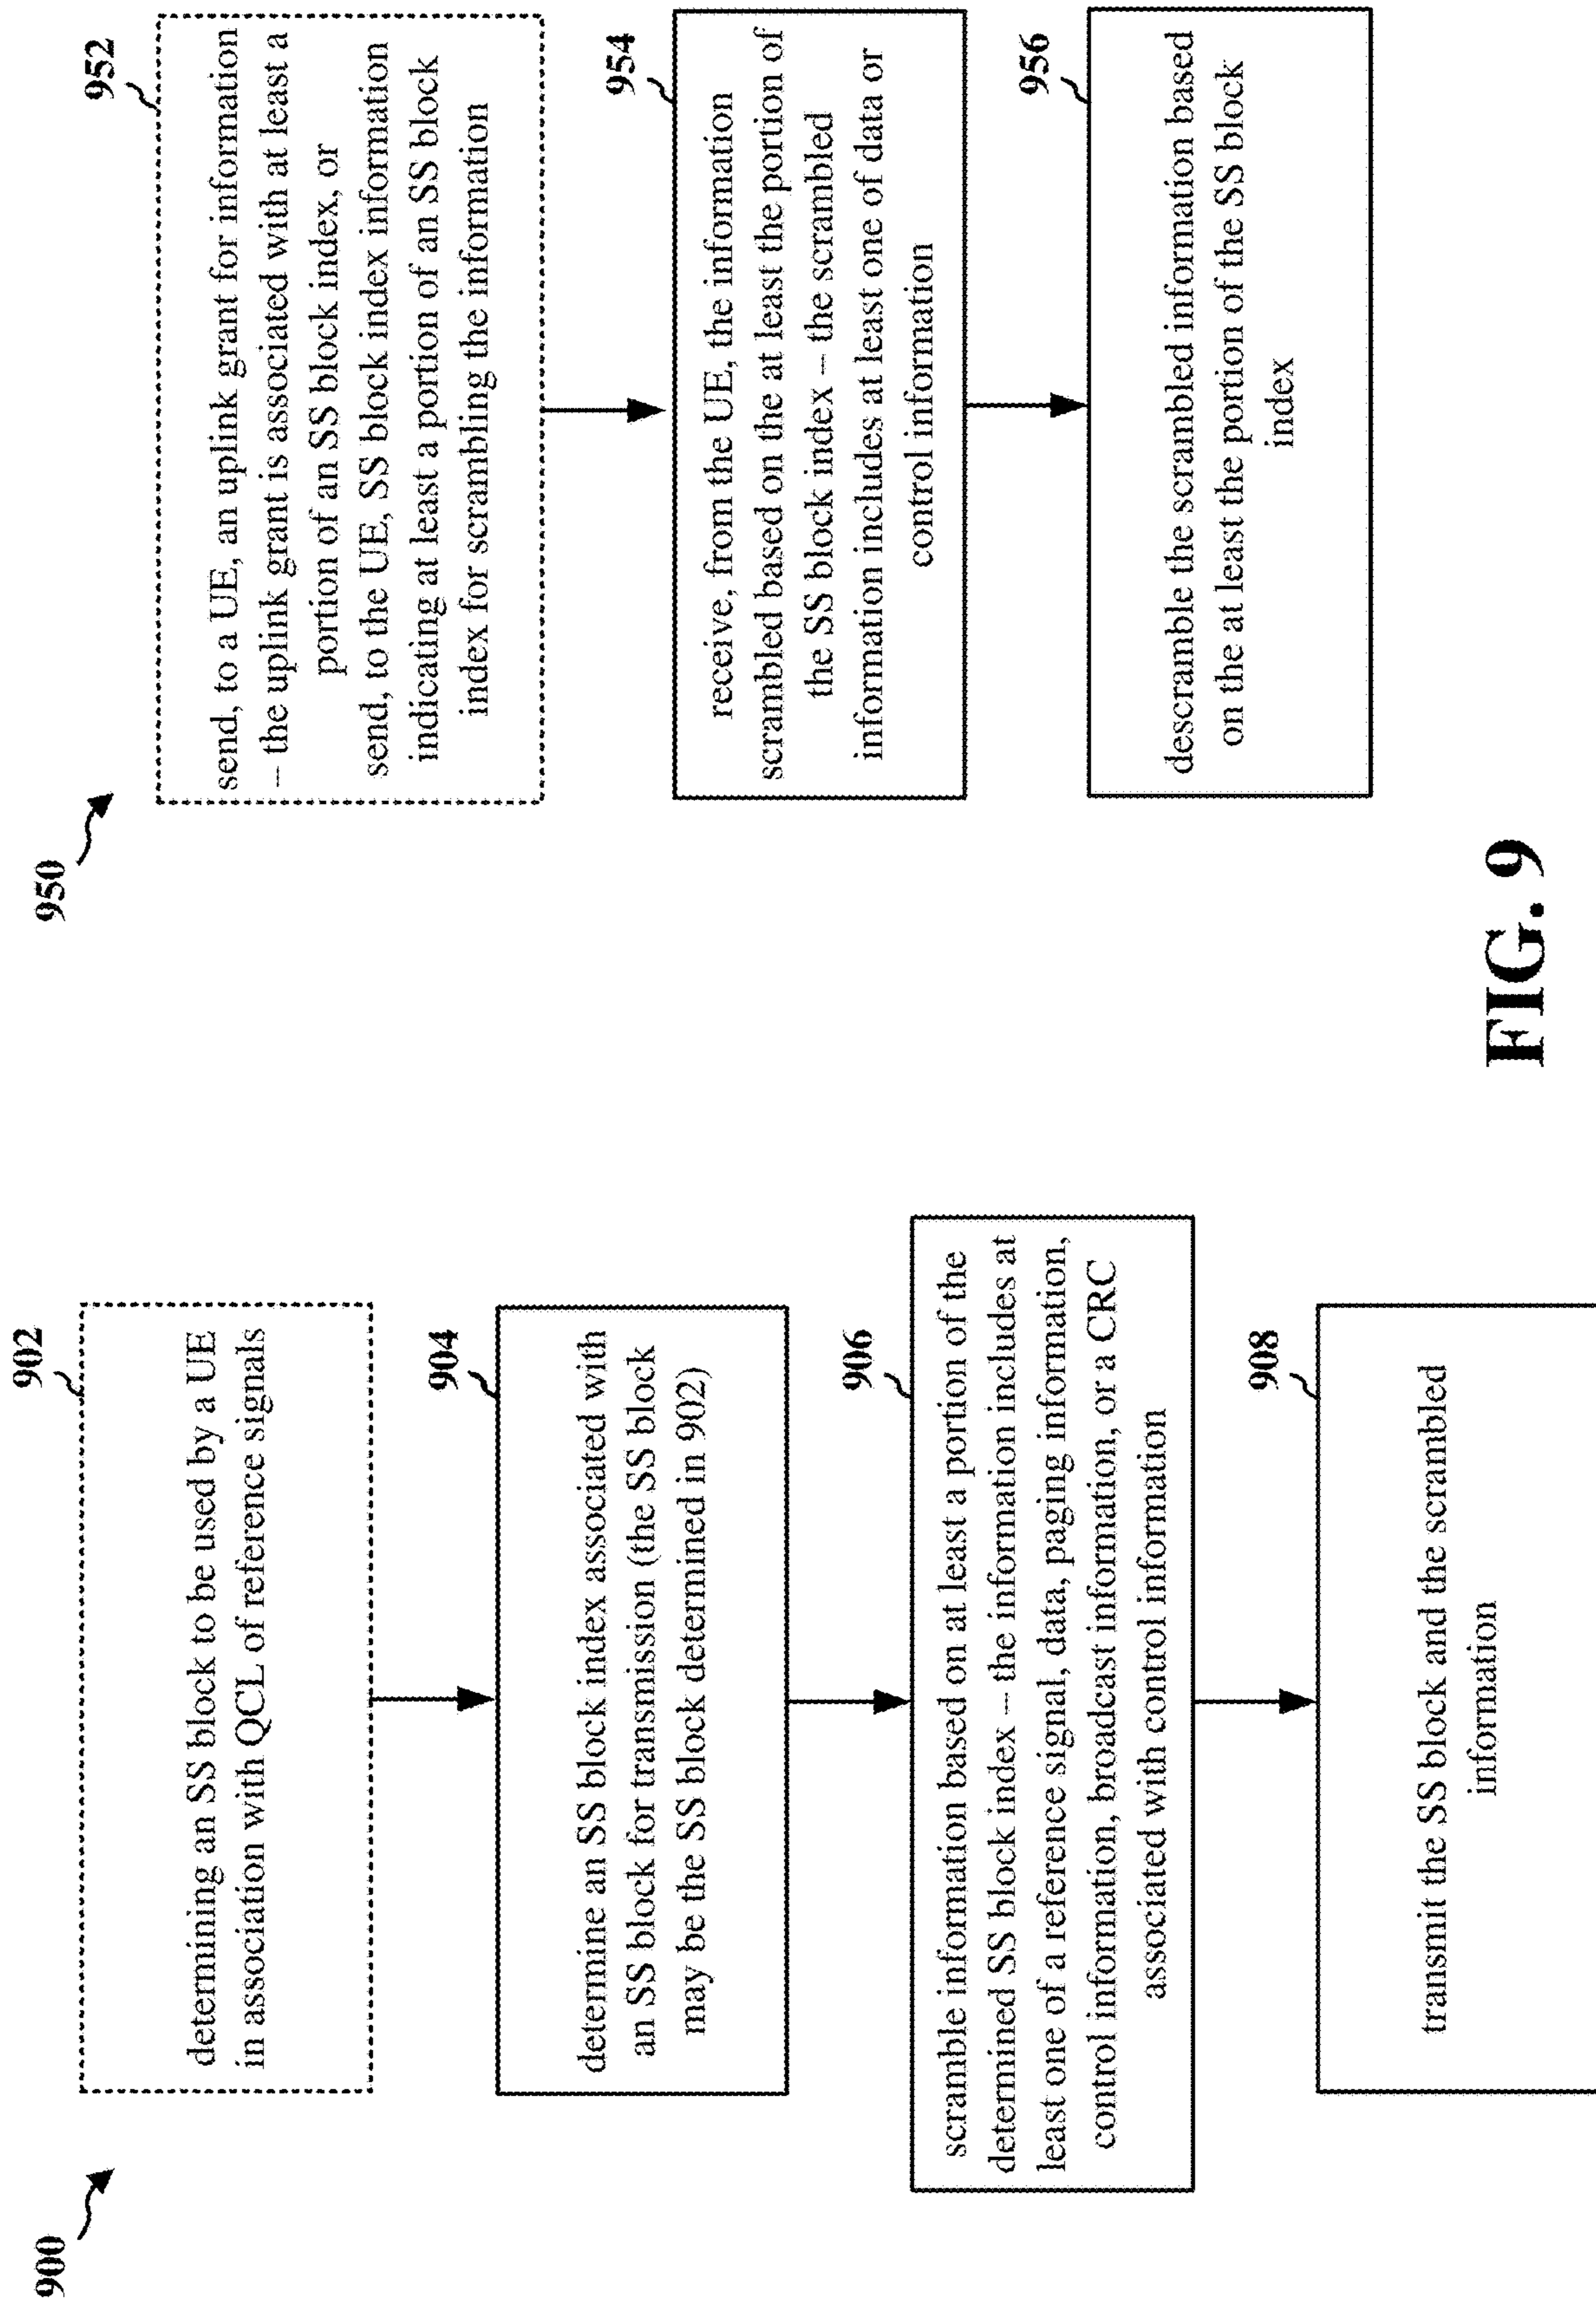 900
902
determining an SS block to be used by a UE
in association with QCL of reference signals
904
determine an SS block index associated with
an SS block for transmission (the SS block
may be the SS block determined in 902)
906
scramble information based on at least a portion of the
determined SS block index – the information includes at
least one of a reference signal, data, paging information,
control information, broadcast information, or a CRC
associated with control information
908
transmit the SS block and the scrambled
information
950
952
send, to a UE, an uplink grant for information
– the uplink grant is associated with at least a
portion of an SS block index, or
send, to the UE, SS block index information
indicating at least a portion of an SS block
index for scrambling the information
954
receive, from the UE, the information
scrambled based on the at least the portion of
the SS block index – the scrambled
information includes at least one of data or
control information
956
descramble the scrambled information based
on the at least the portion of the SS block
index
FIG. 9